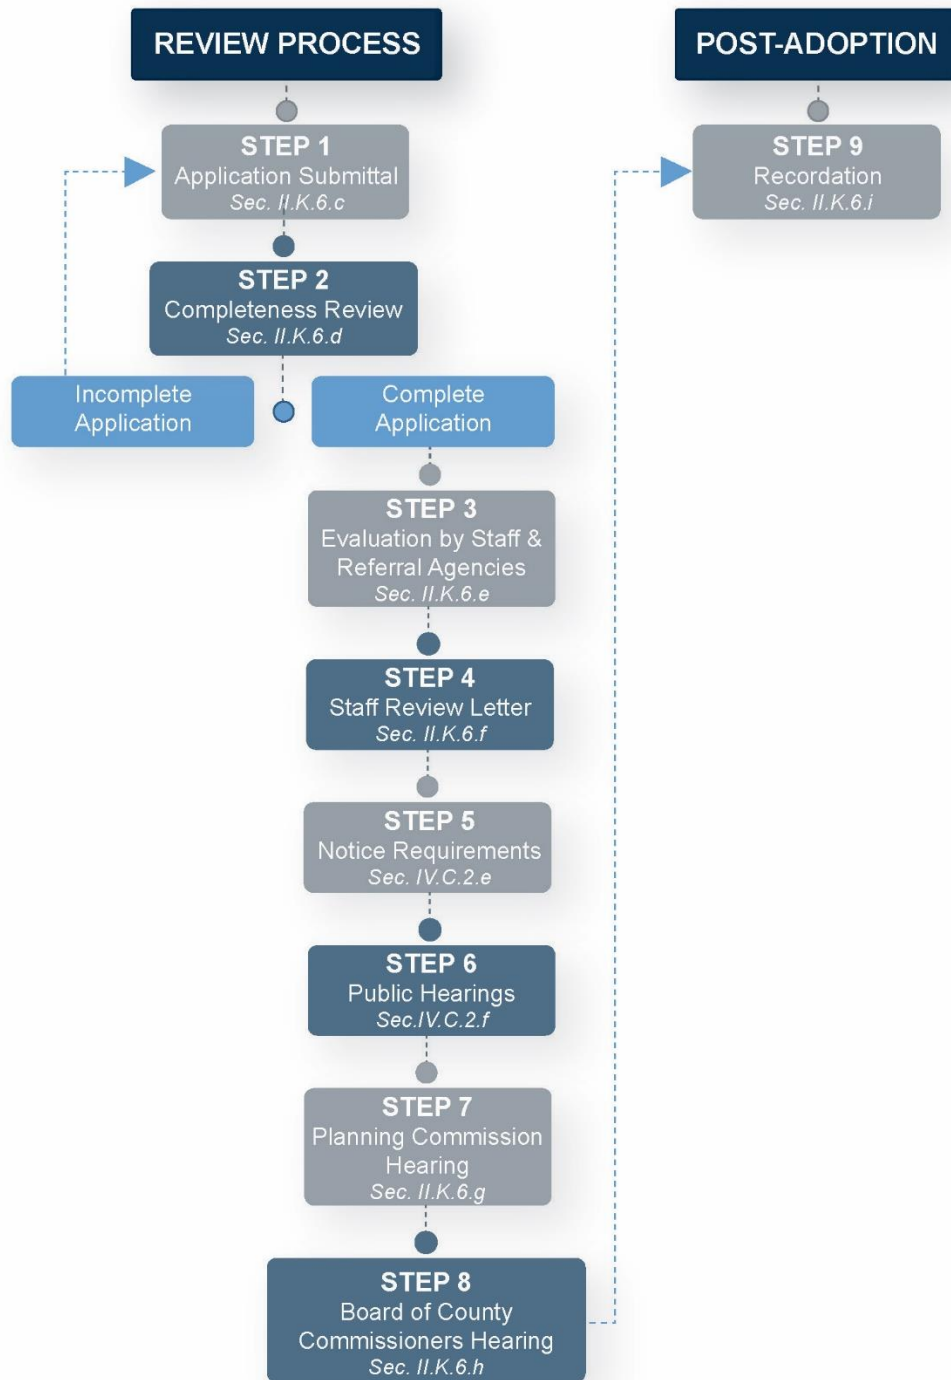 REVIEW PROCESS
STEP 1
Application Submittal
Sec. II.K.6.c
STEP 2
Completeness Review
Sec. II.K.6.d
Incomplete
Application
Complete
Application
STEP 3
Evaluation by Staff &
Referral Agencies
Sec. II.K.6.e
STEP 4
Staff Review Letter
Sec. II.K.6.f
STEP 5
Notice Requirements
Sec. IV.C.2.e
STEP 6
Public Hearings
Sec.IV.C.2.f
STEP 7
Planning Commission
Hearing
Sec. II.K.6.g
STEP 8
Board of County
Commissioners Hearing
Sec. II.K.6.h
POST-ADOPTION
STEP 9
Recordation
Sec. II.K.6.i